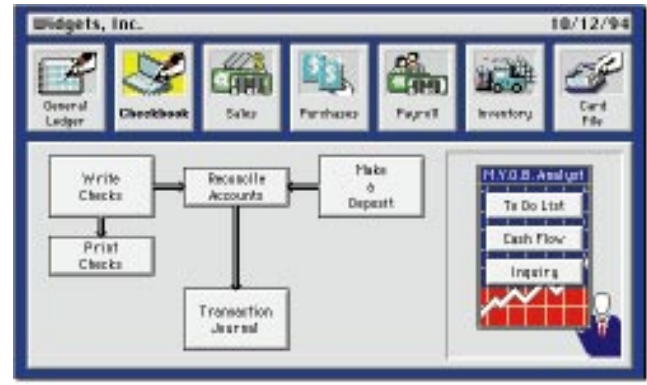 Widgets, Inc.
10/12/94
General
Ledger
Checkbook
Sales
Purchases
Payroll
Inventory
Card
File
Write
Checks
Reconcile
Accounts
Make
a
Deposit
Print
Checks
Transaction
Journal
M.Y.O.B. Analyst
To Do List
Cash Flow
Inquiry